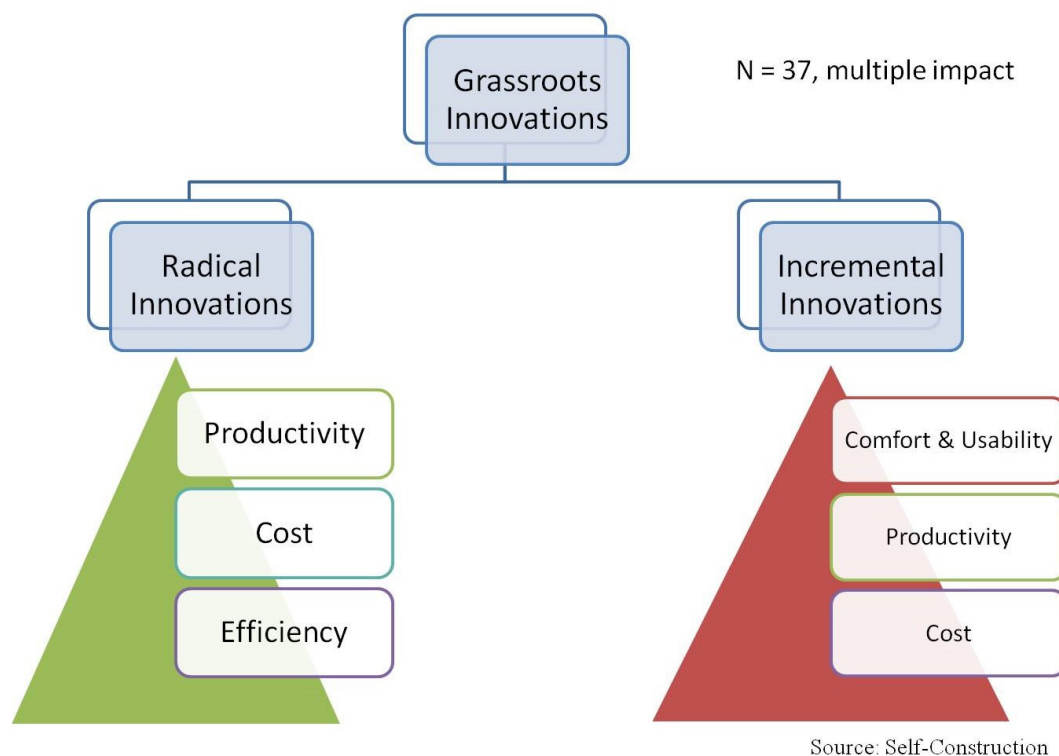 Grassroots
Innovations
N = 37, multiple impact
Radical
Innovations
Incremental
Innovations
Productivity
Cost
Efficiency
Comfort & Usability
Productivity
Cost
Source: Self-Construction